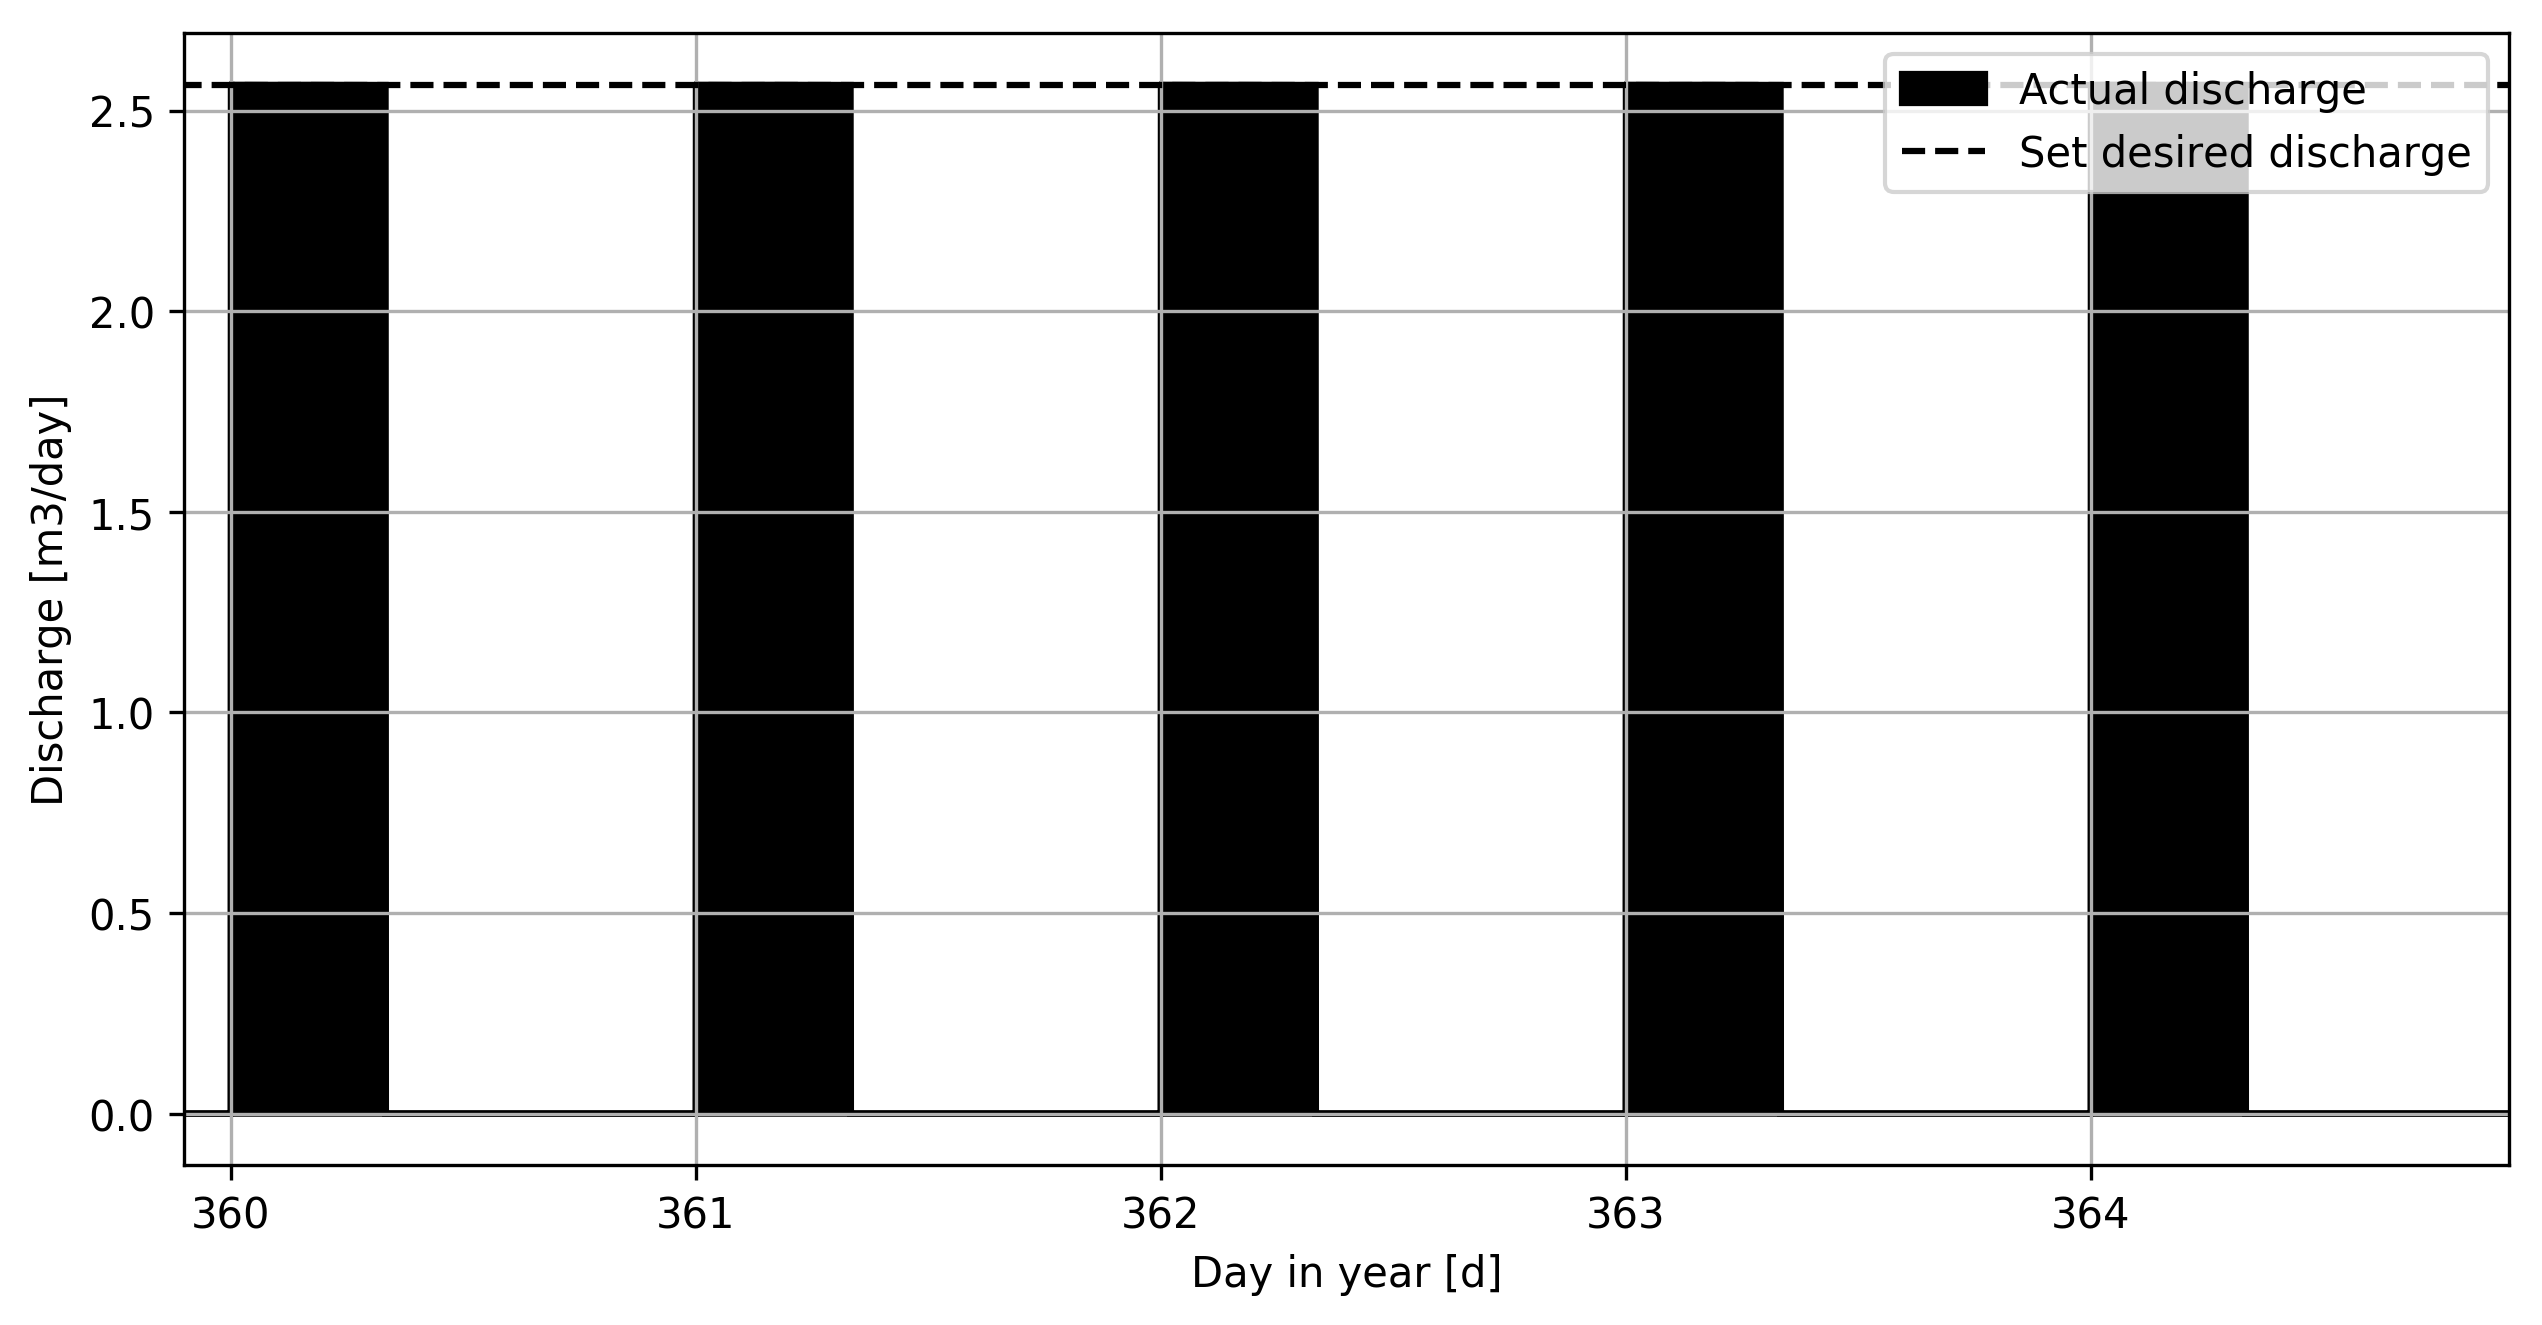 Actual discharge
Set desired discharge
Discharge [m3/day]
2.5
2.0
1.5
1.0
0.5
0.0
360 361 362 363 364
Day in year [d]